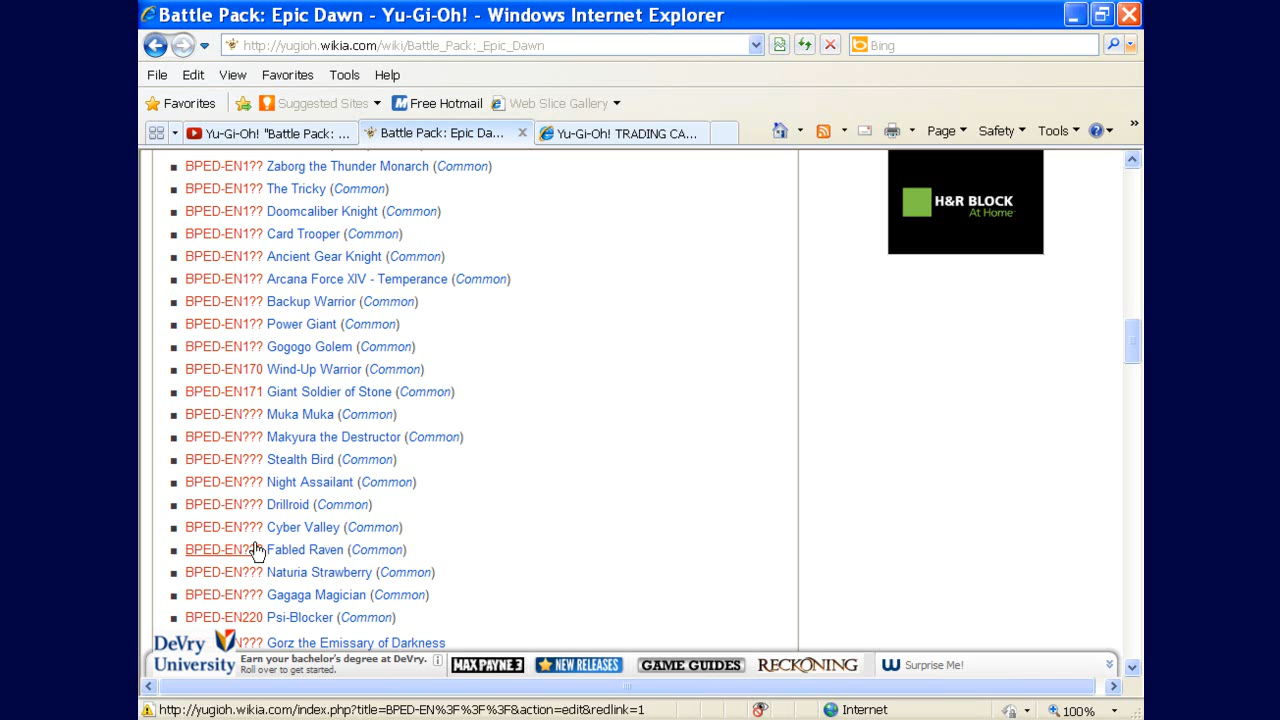 Battle Pack: Epic Dawn - Yu-Gi-Oh! - Windows Internet Explorer
http://yugioh.wikia.com/wiki/Battle_Pack:_Epic_Dawn
Bing
File Edit View Favorites Tools Help
Favorites Suggested Sites Free Hotmail Web Slice Gallery
Yu-Gi-Oh! "Battle Pack: ... Battle Pack: Epic Da... Yu-Gi-Oh! TRADING CA... Page Safety Tools
BPED-EN1?? Zaborg the Thunder Monarch (Common)
BPED-EN1?? The Tricky (Common)
BPED-EN1?? Doomcaliber Knight (Common)
BPED-EN1?? Card Trooper (Common)
BPED-EN1?? Ancient Gear Knight (Common)
BPED-EN1?? Arcana Force XIV - Temperance (Common)
BPED-EN1?? Backup Warrior (Common)
BPED-EN1?? Power Giant (Common)
BPED-EN1?? Gogogo Golem (Common)
BPED-EN170 Wind-Up Warrior (Common)
BPED-EN171 Giant Soldier of Stone (Common)
BPED-EN??? Muka Muka (Common)
BPED-EN??? Makyura the Destructor (Common)
BPED-EN??? Stealth Bird (Common)
BPED-EN??? Night Assailant (Common)
BPED-EN??? Drillroid (Common)
BPED-EN??? Cyber Valley (Common)
BPED-EN??? Fabled Raven (Common)
BPED-EN??? Naturia Strawberry (Common)
BPED-EN??? Gagaga Magician (Common)
BPED-EN220 Psi-Blocker (Common)
N??? Gorz the Emissary of Darkness
H&R BLOCK
At Home
DeVry University
Earn your bachelor's degree at DeVry.
Roll over to get started.
MAX PAYNE 3 NEW RELEASES GAME GUIDES RECKONING Surprise Me!
http://yugioh.wikia.com/index.php?title=BPED-EN%3F%3F%3F&action=edit&redlink=1 Internet 100%